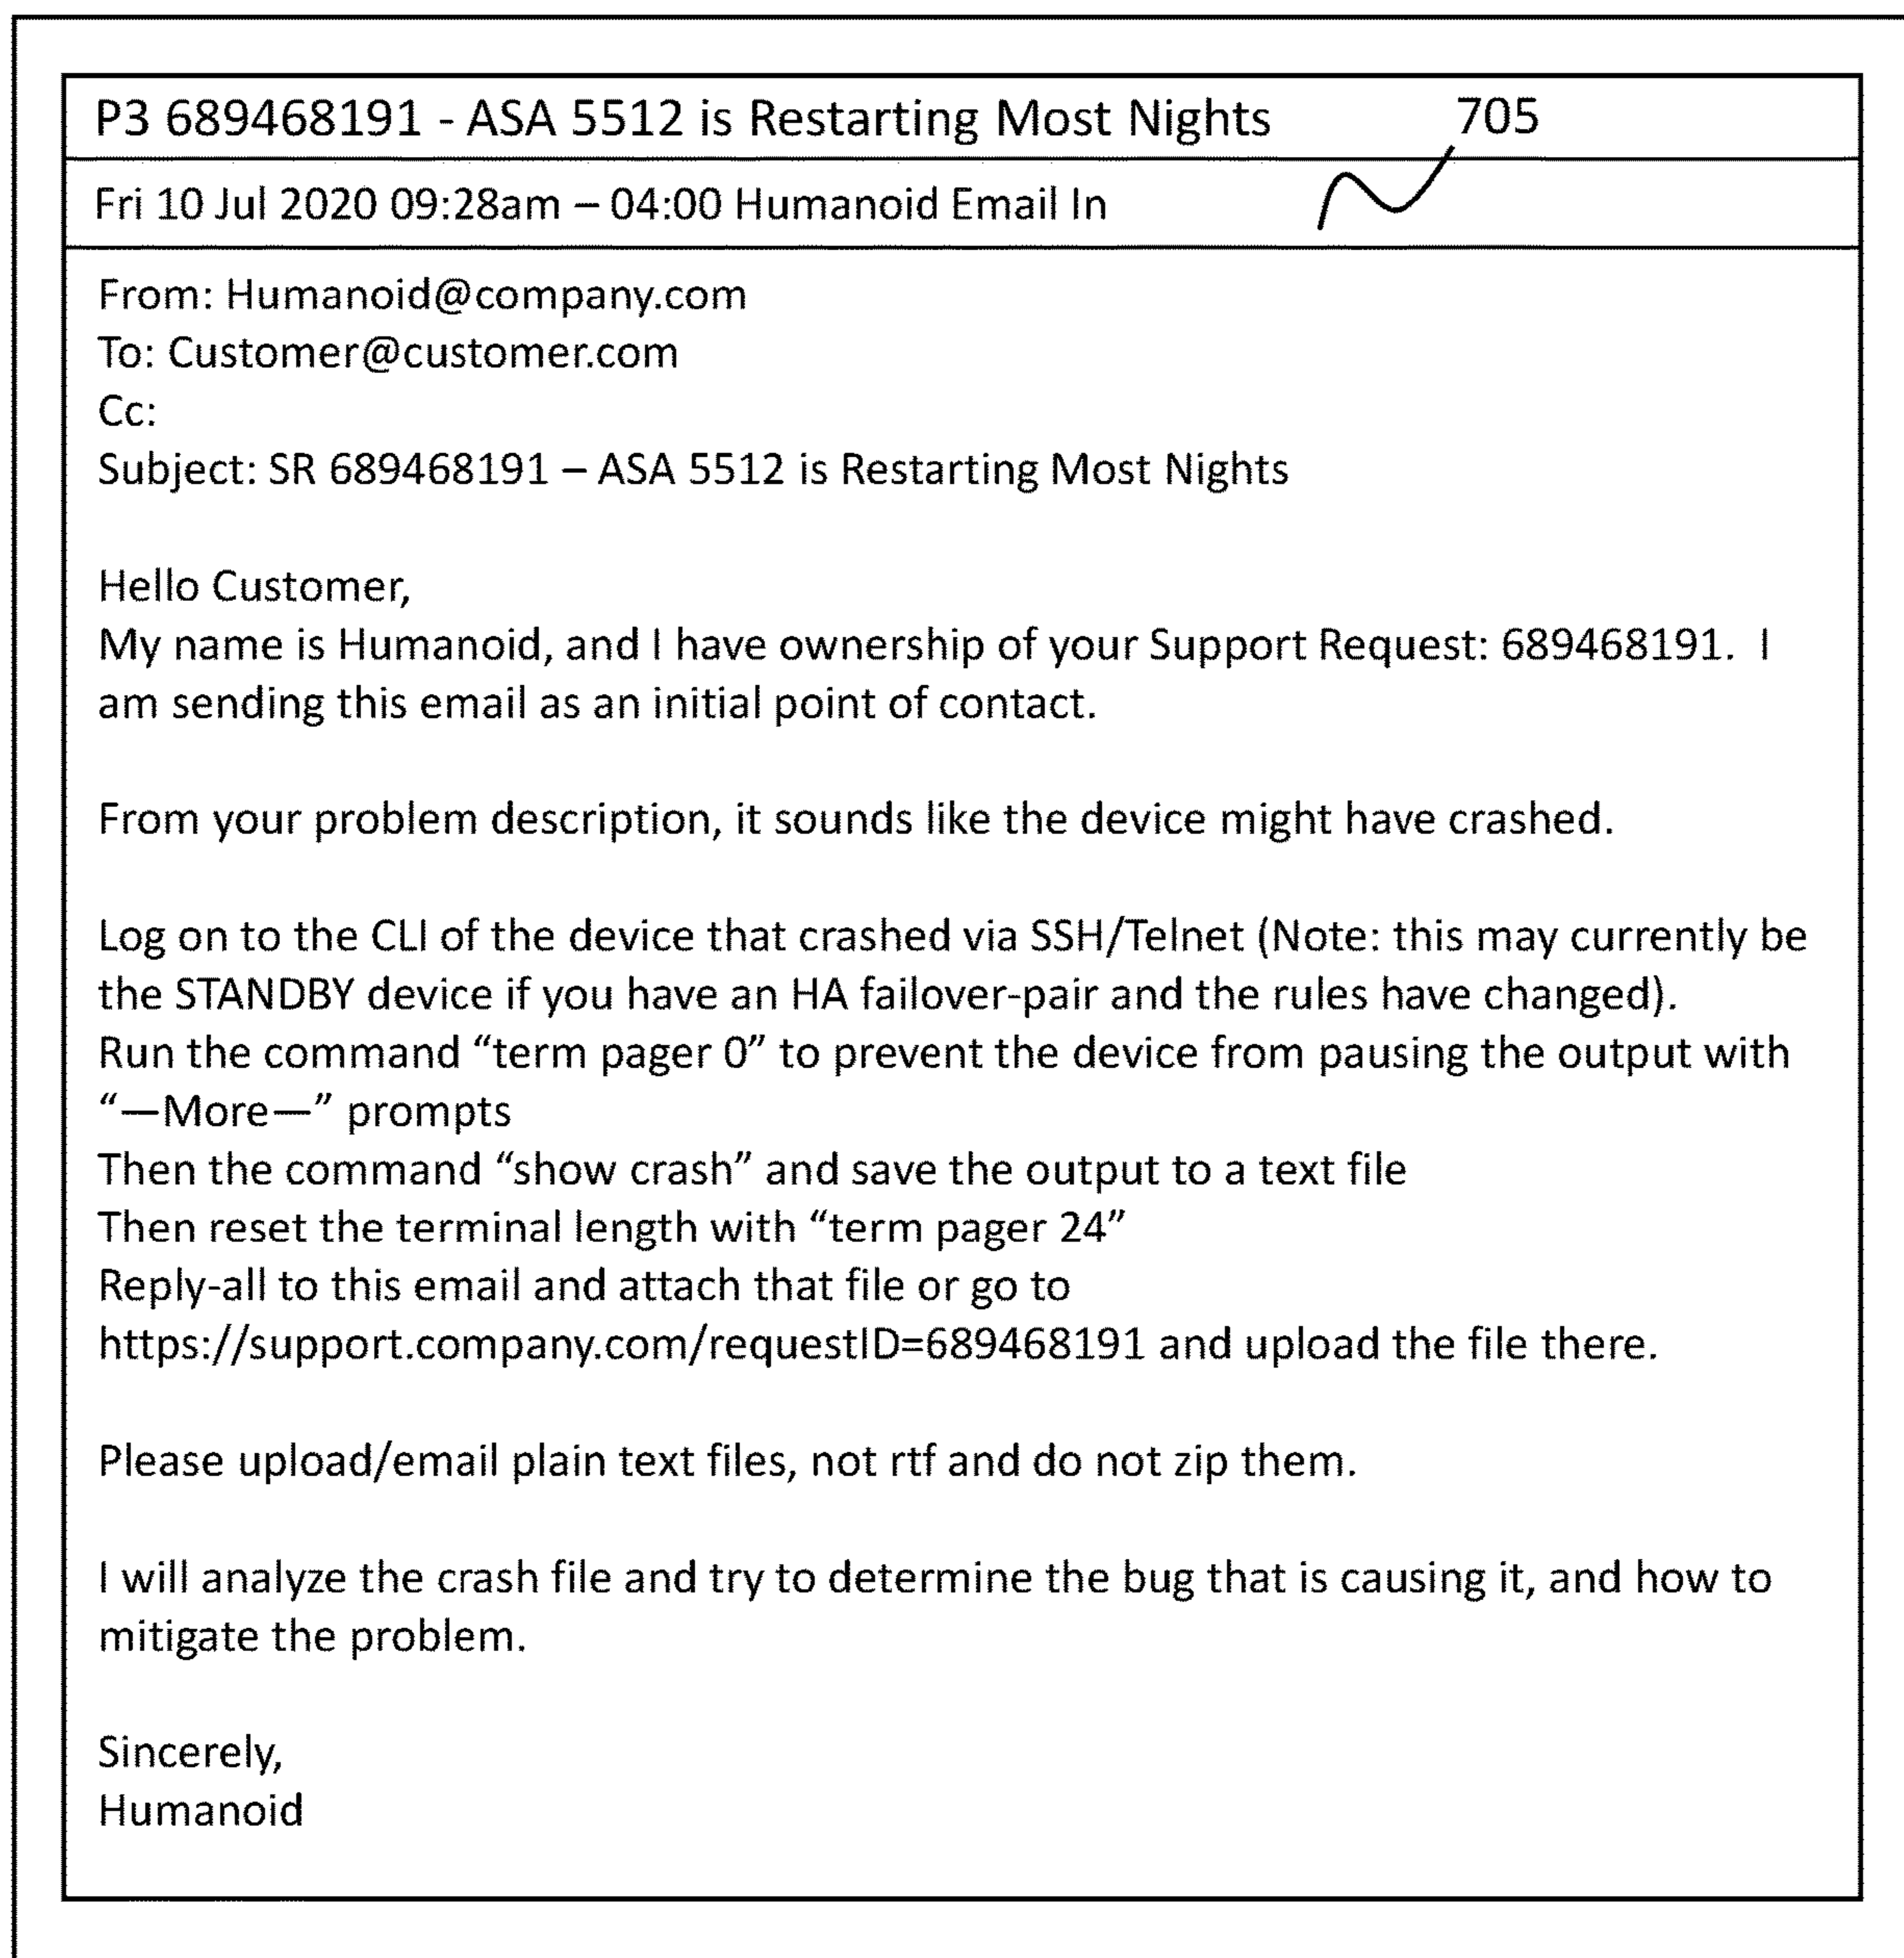 P3 689468191 - ASA 5512 is Restarting Most Nights
705
Fri 10 Jul 2020 09:28am – 04:00 Humanoid Email In
From: Humanoid@company.com
To: Customer@customer.com
Cc:
Subject: SR 689468191 – ASA 5512 is Restarting Most Nights
Hello Customer,
My name is Humanoid, and I have ownership of your Support Request: 689468191.  I
am sending this email as an initial point of contact.
From your problem description, it sounds like the device might have crashed.
Log on to the CLI of the device that crashed via SSH/Telnet (Note: this may currently be
the STANDBY device if you have an HA failover-pair and the rules have changed).
Run the command “term pager 0” to prevent the device from pausing the output with
“—More—” prompts
Then the command “show crash” and save the output to a text file
Then reset the terminal length with “term pager 24”
Reply-all to this email and attach that file or go to
https://support.company.com/requestID=689468191 and upload the file there.
Please upload/email plain text files, not rtf and do not zip them.
I will analyze the crash file and try to determine the bug that is causing it, and how to
mitigate the problem.
Sincerely,
Humanoid